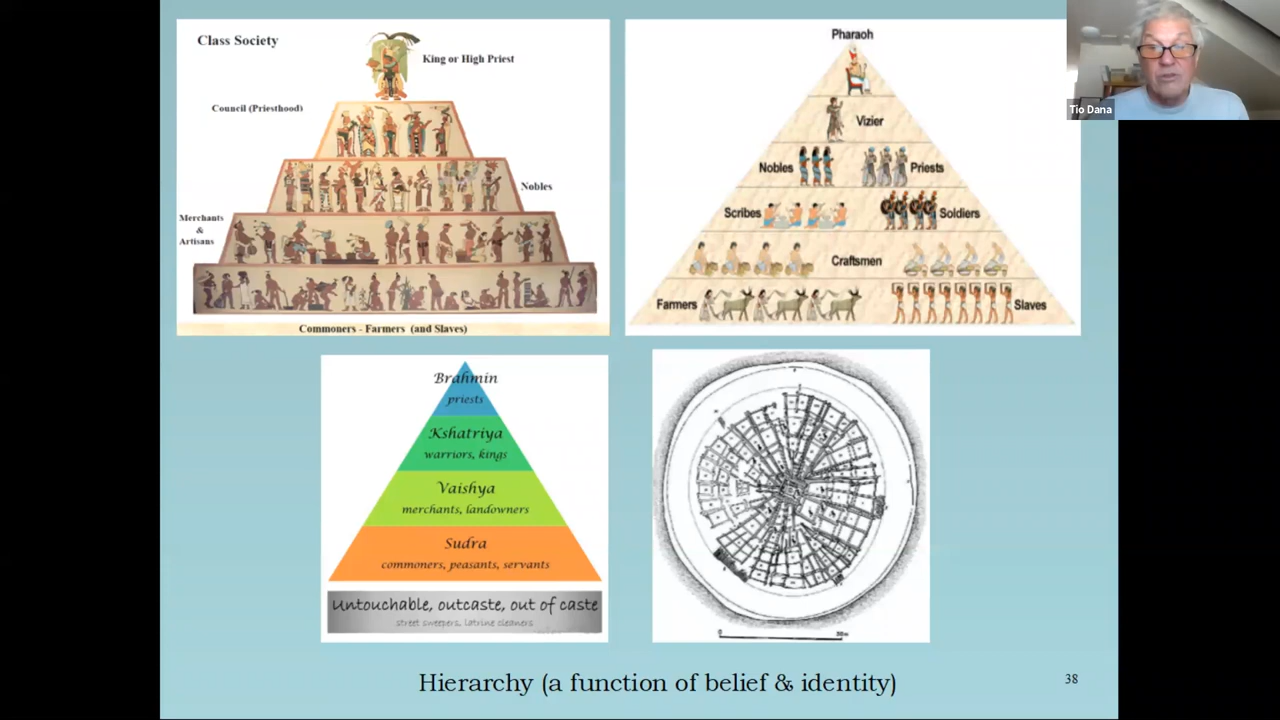 Class Society
King or High Priest
Council (Priesthood)
Nobles
Merchants
&
Artisans
Commoners - Farmers (and Slaves)
Pharaoh
Vizier
Nobles
Priests
Scribes
Soldiers
Craftsmen
Farmers
Slaves
Tio Dana
Brahmin
priests
Kshatriya
warriors, kings
Vaishya
merchants, landowners
Sudra
commoners, peasants, servants
Untouchable, outcaste, out of caste
street sweepers, latrine cleaners
0
Hierarchy (a function of belief & identity)
38